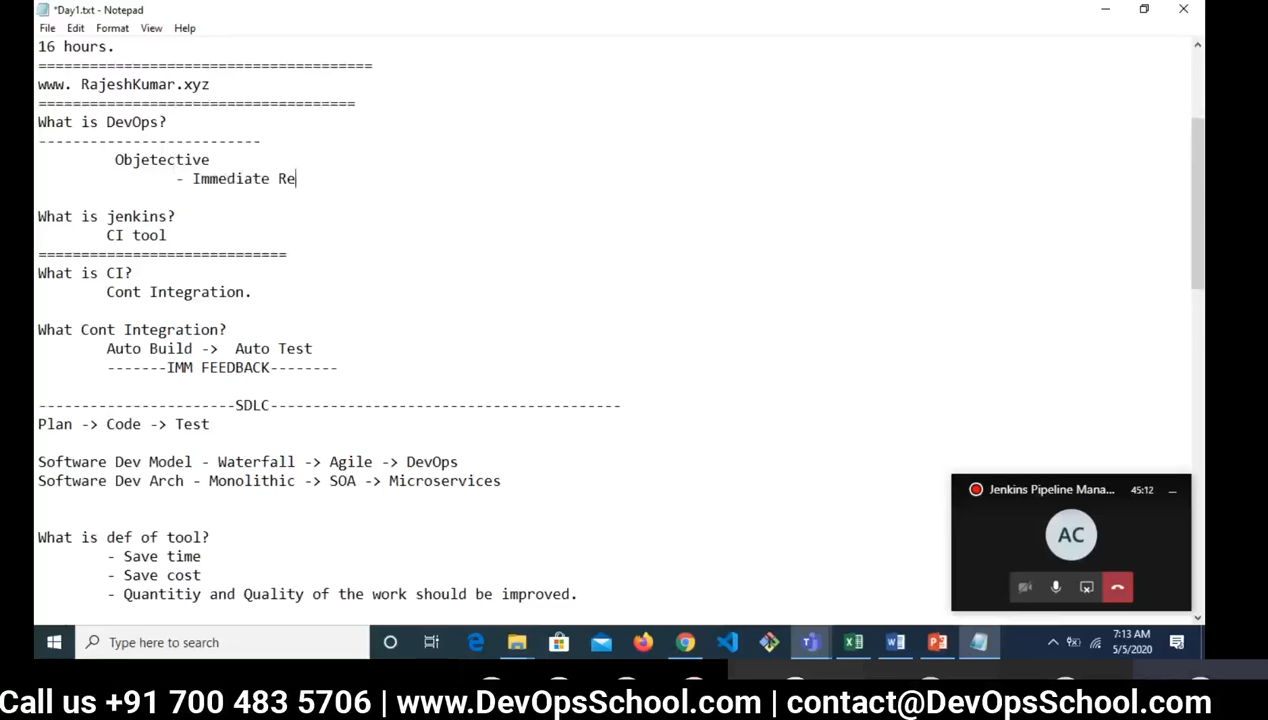 *Day1.txt - Notepad
File Edit Format View Help
16 hours.
=======================================
www. RajeshKumar.xyz
=====================================
What is DevOps?
--------------------------
Objetective
- Immediate Re
What is jenkins?
CI tool
=============================
What is CI?
Cont Integration.
What Cont Integration?
Auto Build -> Auto Test
-------IMM FEEDBACK--------
-----------------------SDLC-----------------------------------------
Plan -> Code -> Test
Software Dev Model - Waterfall -> Agile -> DevOps
Software Dev Arch - Monolithic -> SOA -> Microservices
What is def of tool?
- Save time
- Save cost
- Quantitiy and Quality of the work should be improved.
Jenkins Pipeline Mana... 45:12
AC
Type here to search
7:13 AM
5/5/2020
Call us +91 700 483 5706 | www.DevOpsSchool.com | contact@DevOpsSchool.com